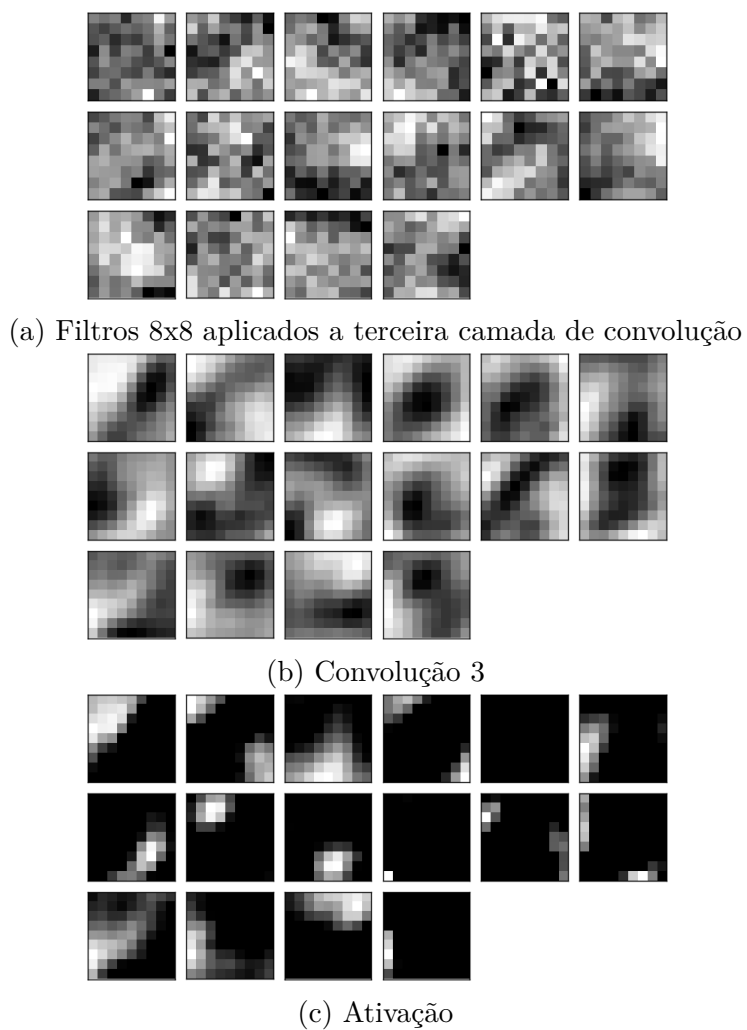 (a) Filtros 8x8 aplicados a terceira camada de convolução
(b) Convolução 3
(c) Ativação